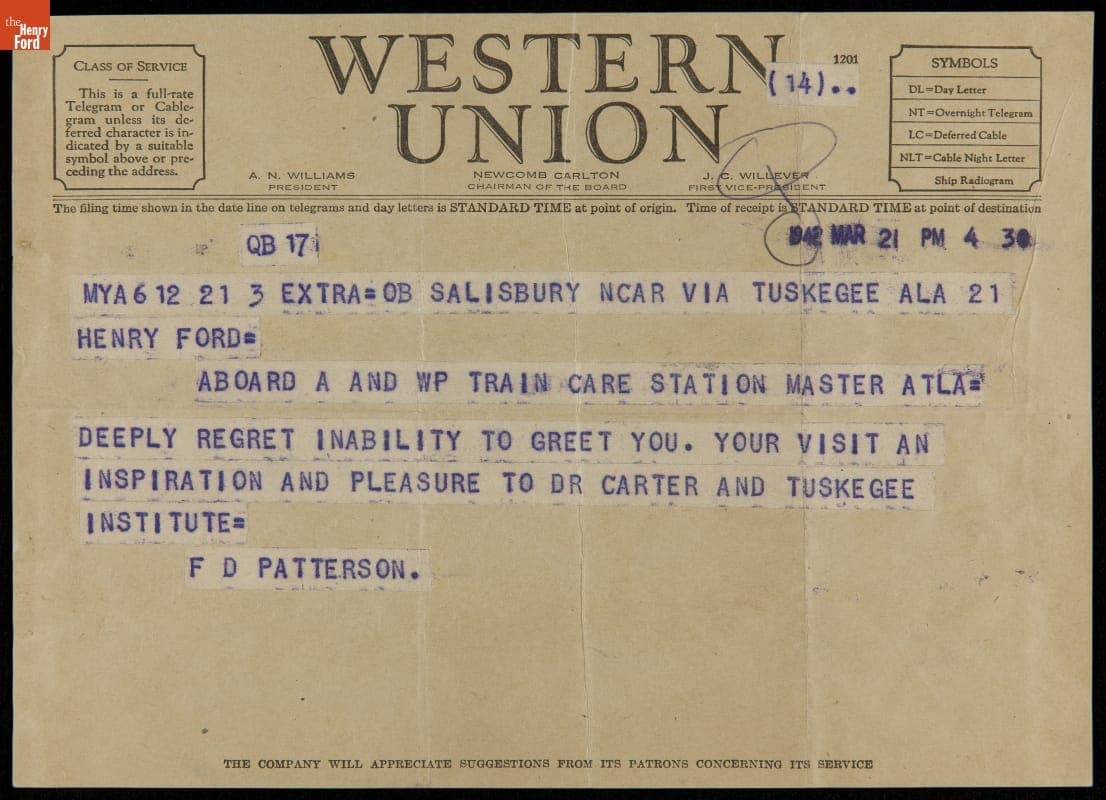 the
Henry
Ford
CLASS OF SERVICE
This is a full-rate
Telegram or Cable-
gram unless its de-
ferred character is in-
dicated by a suitable
symbol above or pre-
ceding the address.
WESTERN
UNION
1201
(14)..
A. N. WILLIAMS
PRESIDENT
NEWCOMB CARLTON
CHAIRMAN OF THE BOARD
J. C. WILLEVER
FIRST VICE-PRESIDENT
SYMBOLS
DL=Day Letter
NT=Overnight Telegram
LC=Deferred Cable
NLT=Cable Night Letter
Ship Radiogram
The filing time shown in the date line on telegrams and day letters is STANDARD TIME at point of origin. Time of receipt is STANDARD TIME at point of destination
QB 17
1942 MAR 21 PM 4 30
MYA6 12 21 3 EXTRA=OB SALISBURY NCAR VIA TUSKEGEE ALA 21
HENRY FORD=
ABOARD A AND WP TRAIN CARE STATION MASTER ATLA=
DEEPLY REGRET INABILITY TO GREET YOU. YOUR VISIT AN
INSPIRATION AND PLEASURE TO DR CARTER AND TUSKEGEE
INSTITUTE=
F D PATTERSON.
THE COMPANY WILL APPRECIATE SUGGESTIONS FROM ITS PATRONS CONCERNING ITS SERVICE